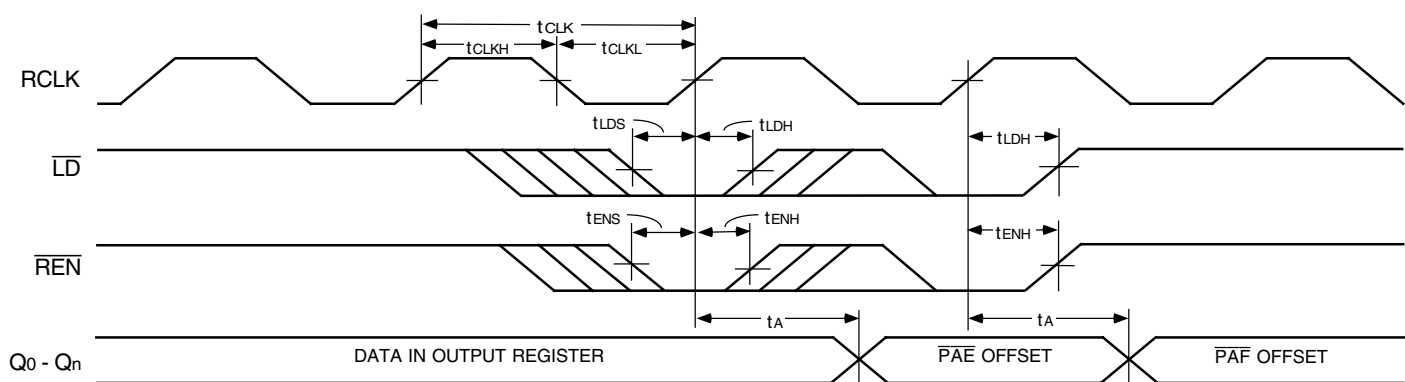 tCLK
tCLKH tCLKL
RCLK
tLDS tLDH tLDH
LD
tENS tENH tENH
REN
tA tA
Q0 - Qn DATA IN OUTPUT REGISTER PAE OFFSET PAF OFFSET